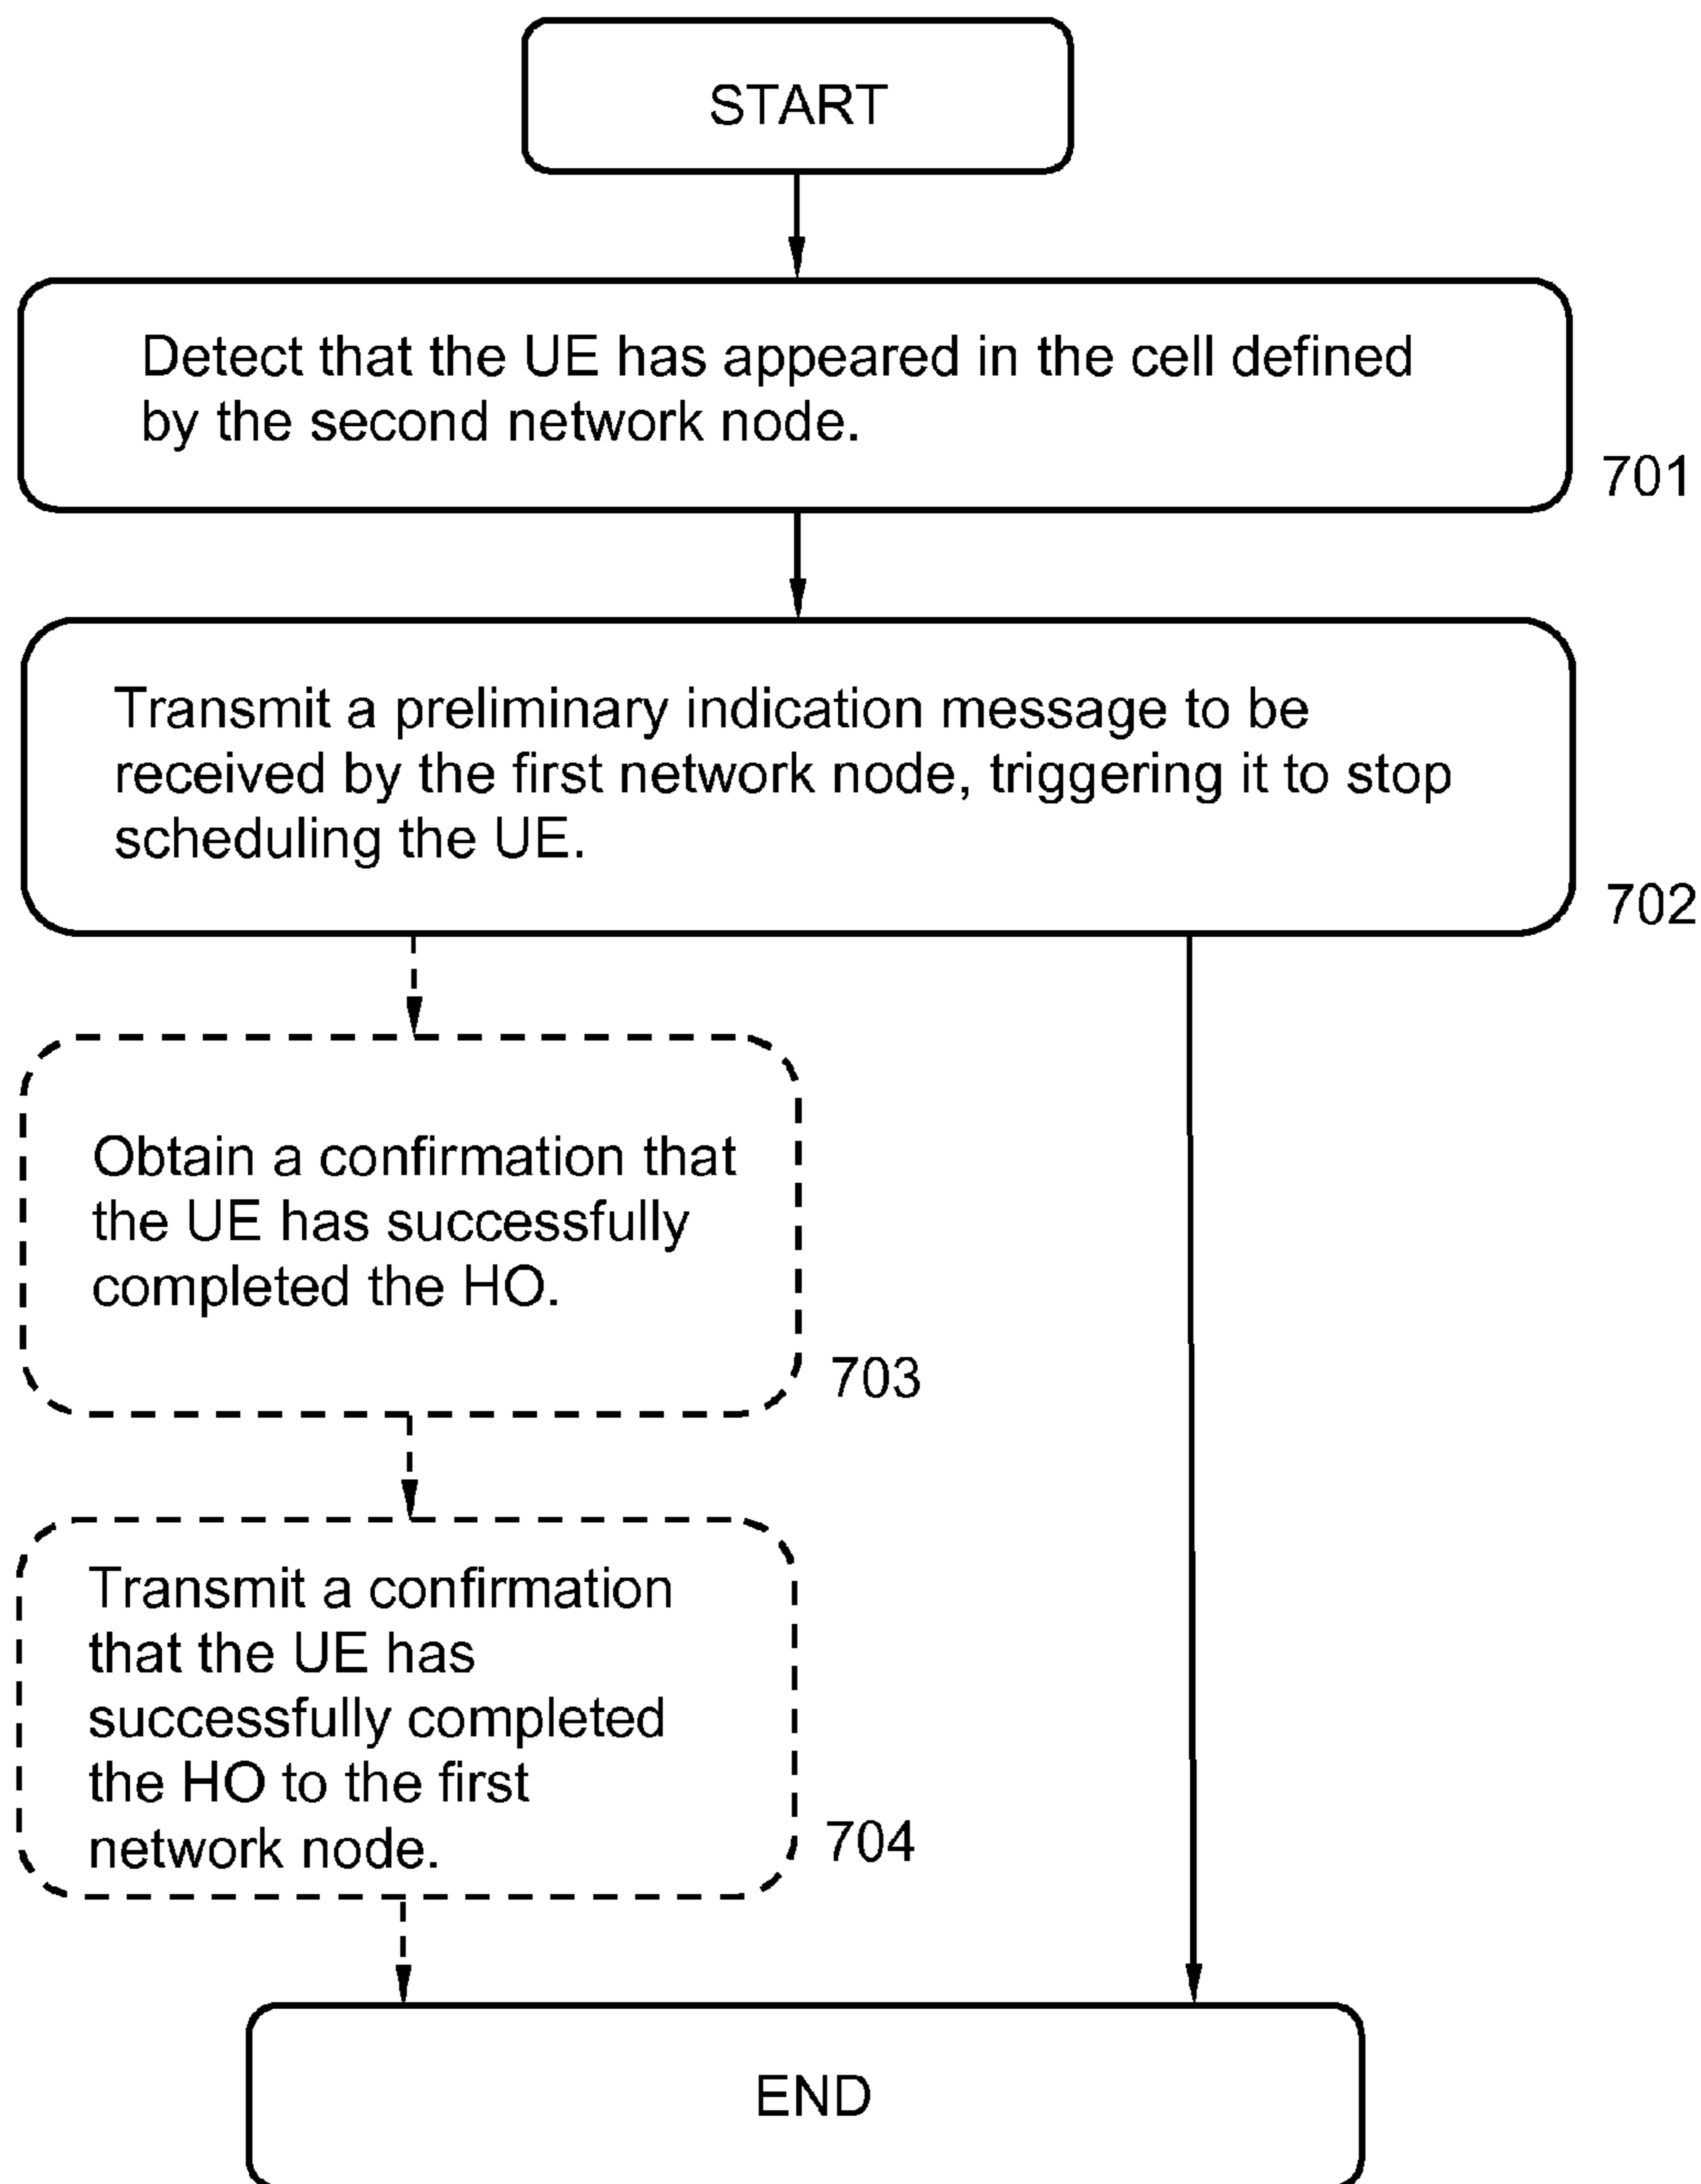 START
Detect that the UE has appeared in the cell defined
by the second network node.
701
Transmit a preliminary indication message to be
received by the first network node, triggering it to stop
scheduling the UE.
702
Obtain a confirmation that
the UE has successfully
completed the HO.
703
Transmit a confirmation
that the UE has
successfully completed
the HO to the first
network node.
704
END